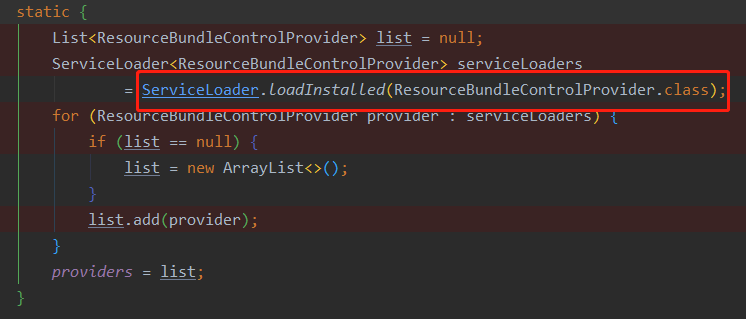 static {
List<ResourceBundleControlProvider> list = null;
ServiceLoader<ResourceBundleControlProvider> serviceLoaders
= ServiceLoader.loadInstalled(ResourceBundleControlProvider.class);
for (ResourceBundleControlProvider provider : serviceLoaders) {
if (list == null) {
list = new ArrayList<>();
}
list.add(provider);
}
providers = list;
}